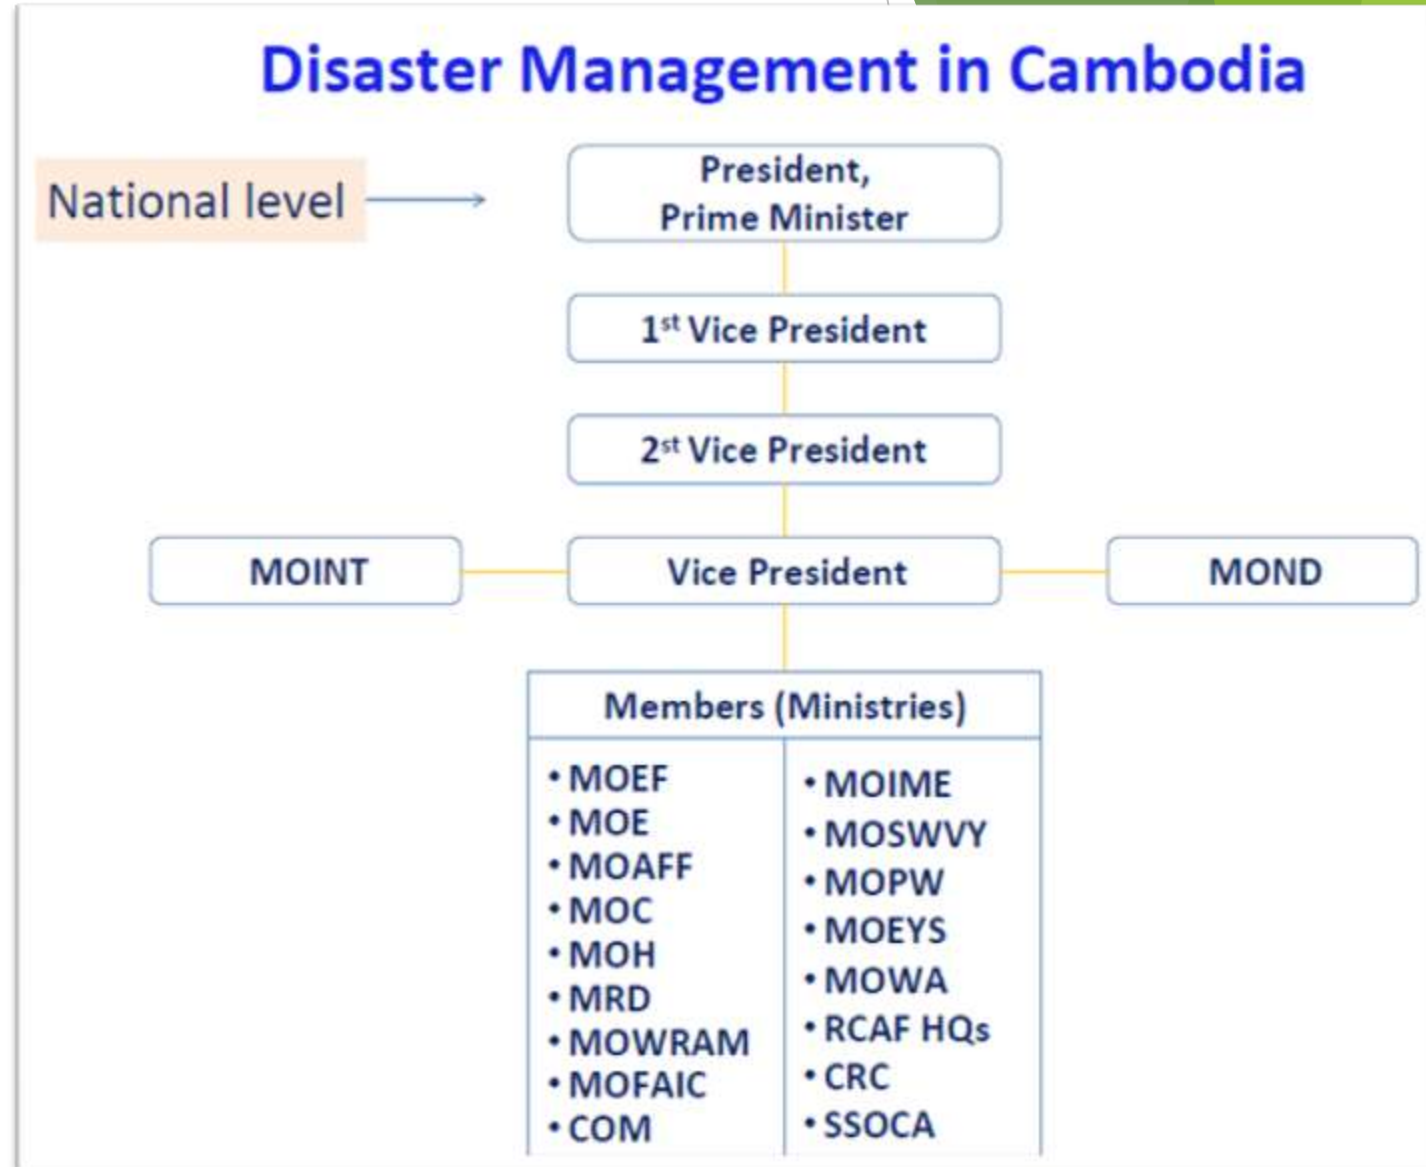 Disaster Management in Cambodia
National level
President,
Prime Minister
1st Vice President
2st Vice President
MOINT
Vice President
MOND
Members (Ministries)
• MOEF
• MOE
• MOAFF
• MOC
• MOH
• MRD
• MOWRAM
• MOFAIC
• COM
• MOIME
• MOSWVY
• MOPW
• MOEYS
• MOWA
• RCAF HQs
• CRC
• SSOCA